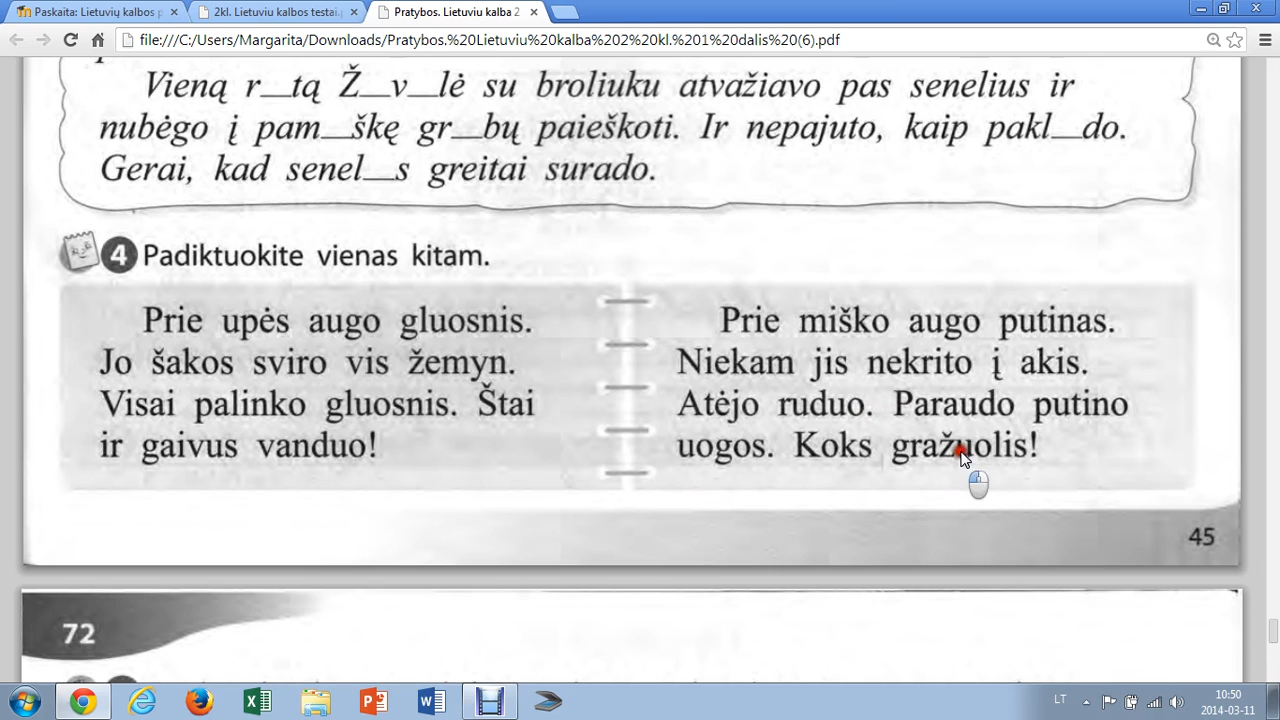 Paskaita: Lietuvių kalbos p
2kl. Lietuviu kalbos testai.p
Pratybos. Lietuviu kalba 2
file:///C:/Users/Margarita/Downloads/Pratybos.%20Lietuviu%20kalba%202%20kl.%201%20dalis%20(6).pdf
Vieną r__tą Ž__v__lė su broliuku atvažiavo pas senelius ir
nubėgo į pam__škę gr__bų paieškoti. Ir nepajuto, kaip pakl__do.
Gerai, kad senel__s greitai surado.
4 Padiktuokite vienas kitam.
Prie upės augo gluosnis.
Jo šakos sviro vis žemyn.
Visai palinko gluosnis. Štai
ir gaivus vanduo!
Prie miško augo putinas.
Niekam jis nekrito į akis.
Atėjo ruduo. Paraudo putino
uogos. Koks gražuolis!
45
72
LT
10:50
2014-03-11